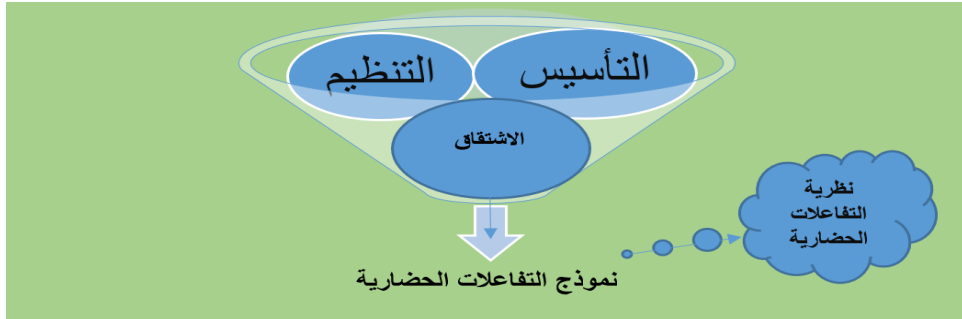 التأسيس
التنظيم
الاشتقاق
نظرية
التفاعلات
الحضارية
نموذج التفاعلات الحضارية